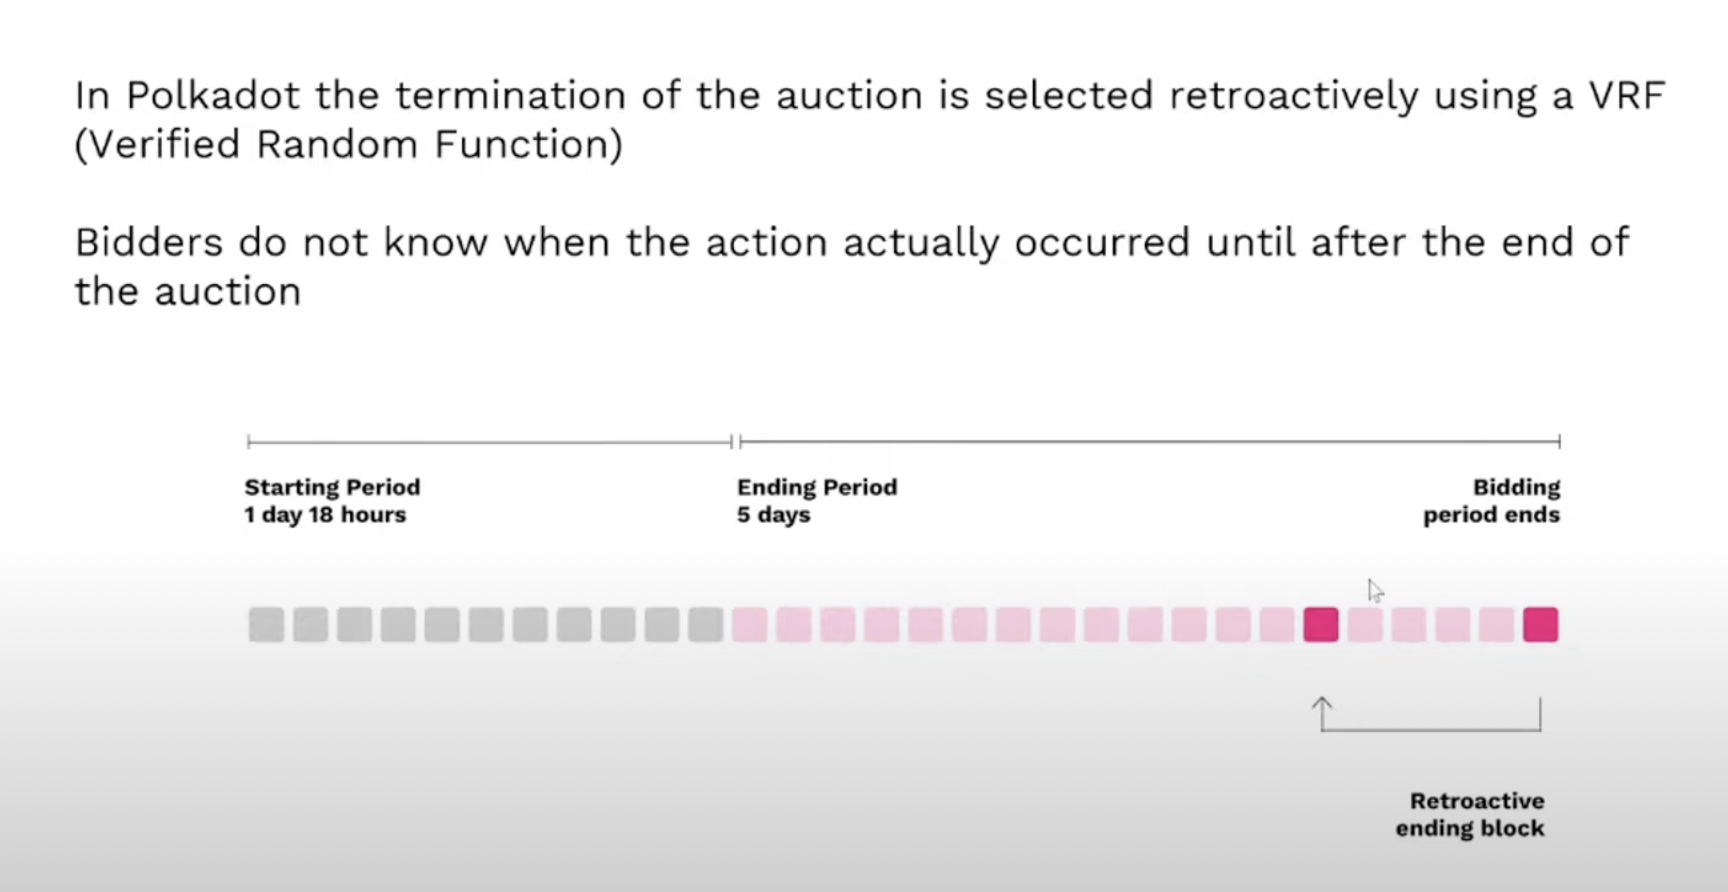 In Polkadot the termination of the auction is selected retroactively using a VRF
(Verified Random Function)
Bidders do not know when the action actually occurred until after the end of
the auction
Starting Period
1 day 18 hours
Ending Period
5 days
Bidding
period ends
Retroactive
ending block